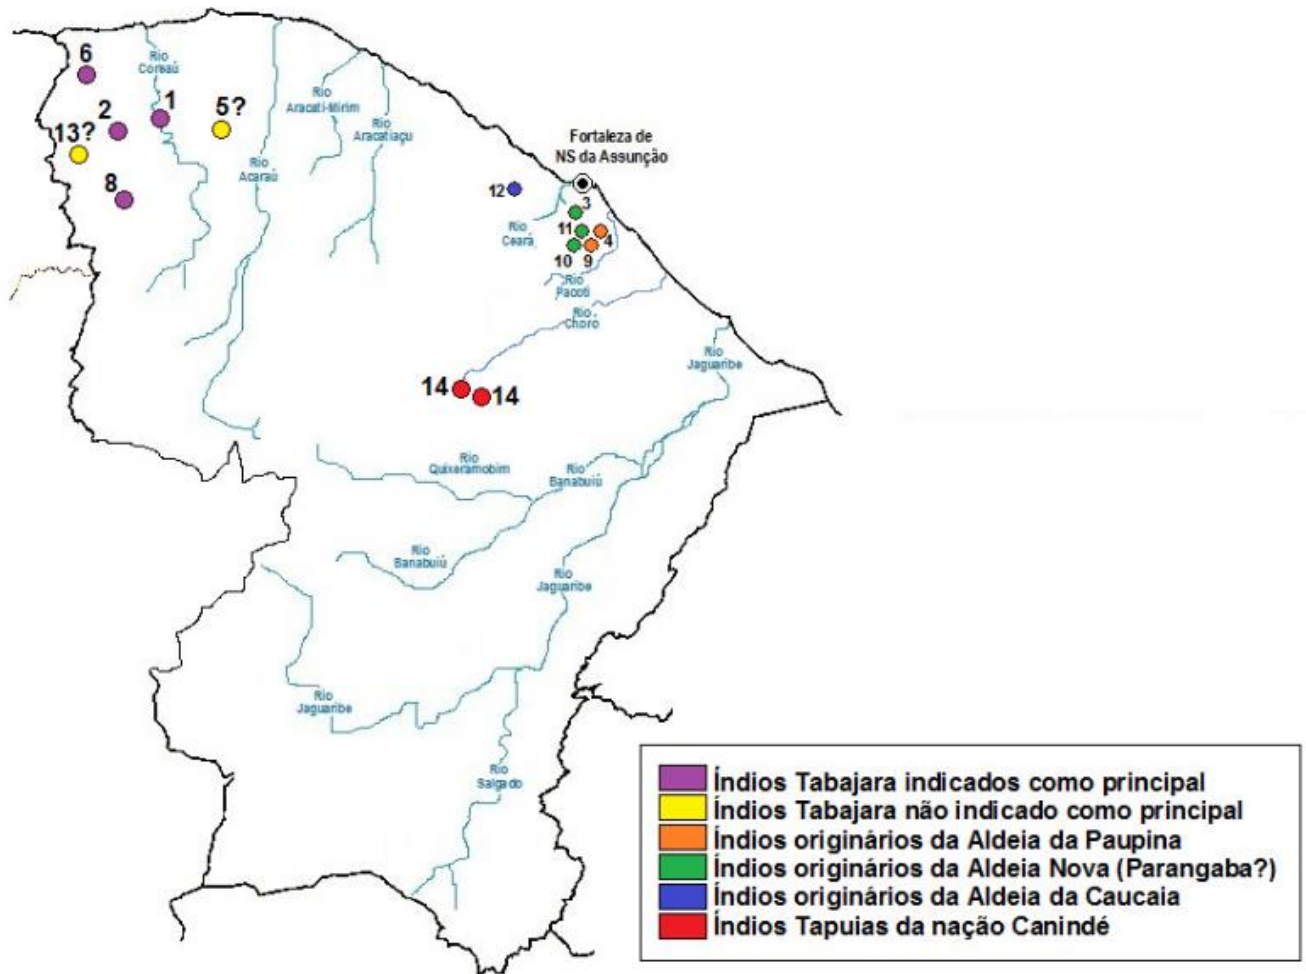 6
Rio
Coreaú
2
1
5?
13?
8
Rio
Acaraú
Rio
Aracati-Mirim
Rio
Aracatiaçu
Fortaleza de
NS da Assunção
12
3
Rio
Ceará
11
4
10
9
Rio
Pacoti
Rio
Choró
Rio
Jaguaribe
14
14
Rio
Quixeramobim
Rio
Banabuiú
Rio
Banabuiú
Rio
Jaguaribe
Rio
Jaguaribe
Rio
Salgado
Índios Tabajara indicados como principal
Índios Tabajara não indicado como principal
Índios originários da Aldeia da Paupina
Índios originários da Aldeia Nova (Parangaba?)
Índios originários da Aldeia da Caucaia
Índios Tapuias da nação Canindé